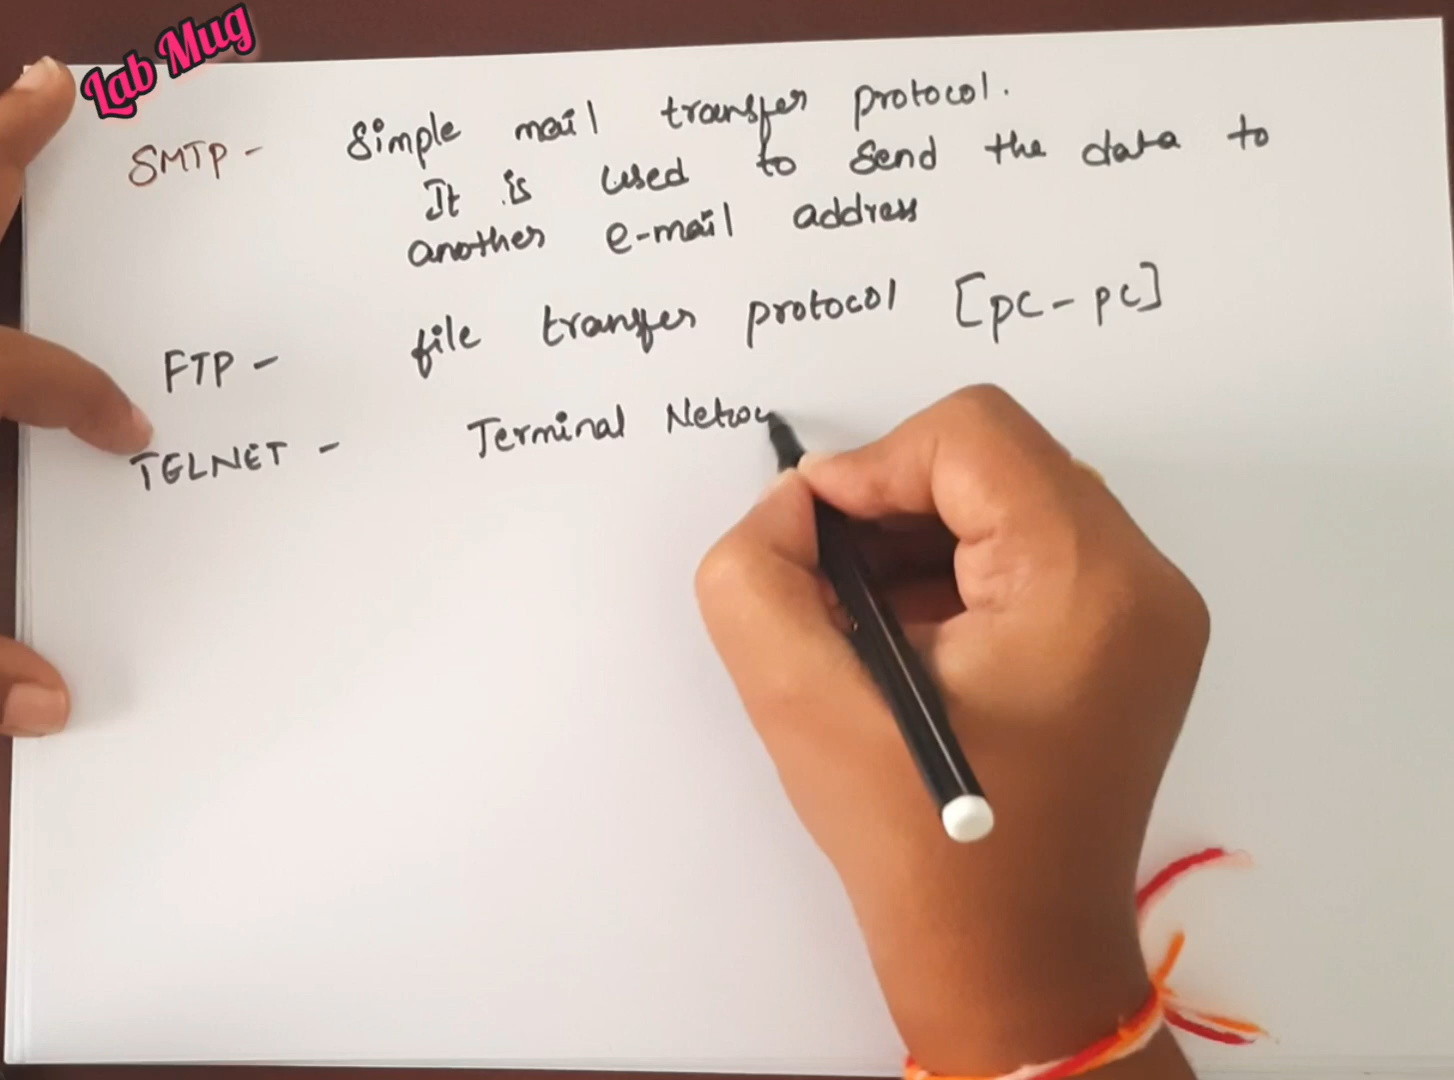 Lab Mug
SMTP - Simple mail transfer protocol.
It is used to send the data to
another e-mail address
FTP - file transfer protocol [pc - pc]
TELNET - Terminal